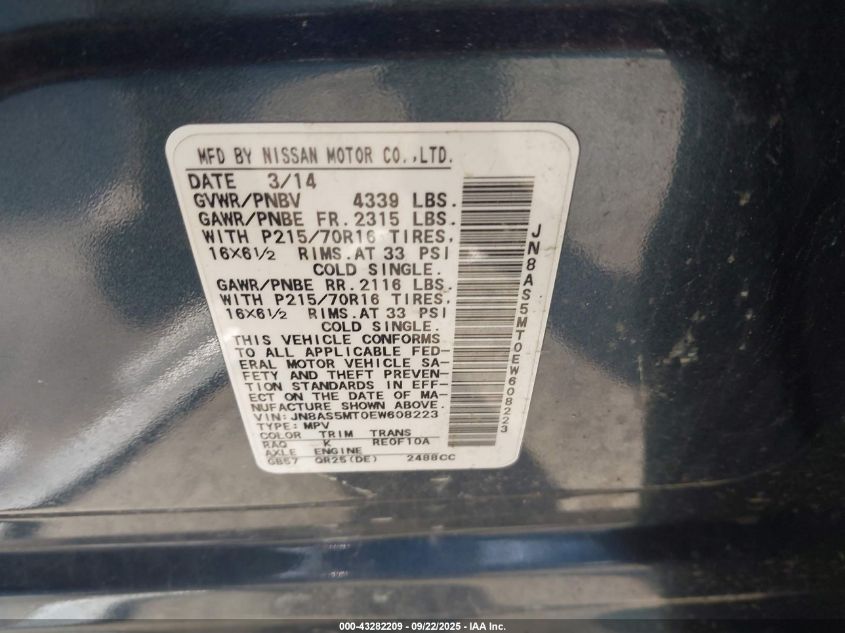 MFD BY NISSAN MOTOR CO.,LTD.
DATE 3/14
GVWR/PNBV 4339 LBS.
GAWR/PNBE FR.2315 LBS.
WITH P215/70R16 TIRES,
16X6½ RIMS.AT 33 PSI
COLD SINGLE.
GAWR/PNBE RR.2116 LBS.
WITH P215/70R16 TIRES,
16X6½ RIMS.AT 33 PSI
COLD SINGLE.
THIS VEHICLE CONFORMS
TO ALL APPLICABLE FED-
ERAL MOTOR VEHICLE SA-
FETY AND THEFT PREVEN-
TION STANDARDS IN EFF-
ECT ON THE DATE OF MA-
NUFACTURE SHOWN ABOVE.
VIN:JN8AS5MT0EW608223
TYPE:MPV
COLOR TRIM TRANS
RAQ K RE0F10A
AXLE ENGINE
GB57 QR25(DE) 2488CC
JN8AS5MT0EW608223
000-43282209 - 09/22/2025 - IAA Inc.